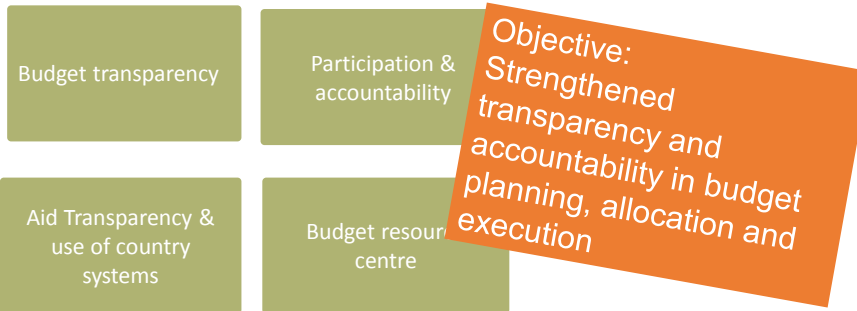 Budget transparency
Participation &
accountability
Objective:
Strengthened
transparency and
accountability in budget
planning, allocation and
execution
Aid Transparency &
use of country
systems
Budget resour
centre